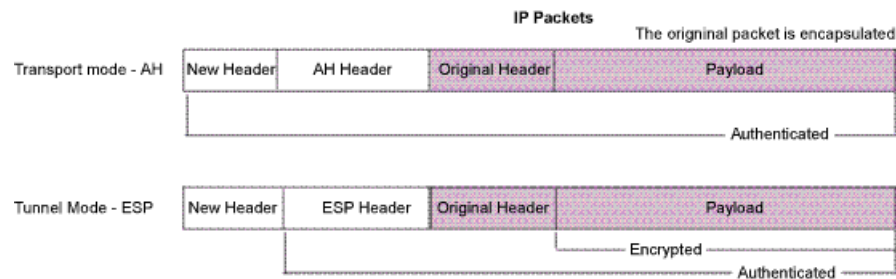 IP Packets
The origninal packet is encapsulated
Transport mode - AH
New Header
AH Header
Original Header
Payload
Authenticated
Tunnel Mode - ESP
New Header
ESP Header
Original Header
Payload
Encrypted
Authenticated